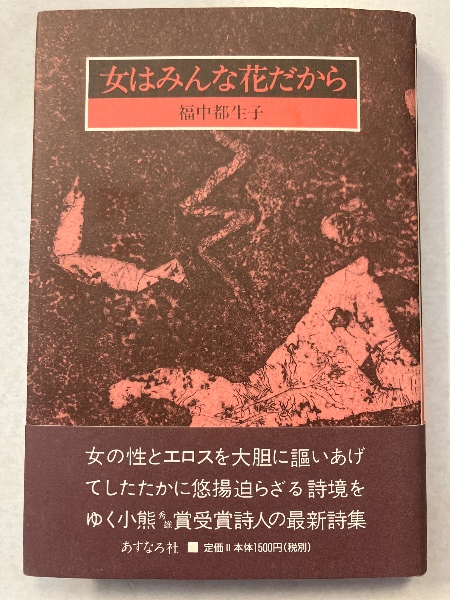 女はみんな花だから
福中都生子
女の性とエロスを大胆に謳いあげ
てしたたかに悠揚迫らざる詩境を
ゆく小熊秀雄賞受賞詩人の最新詩集
あすなろ社 ■ 定価＝本体1500円(税別)